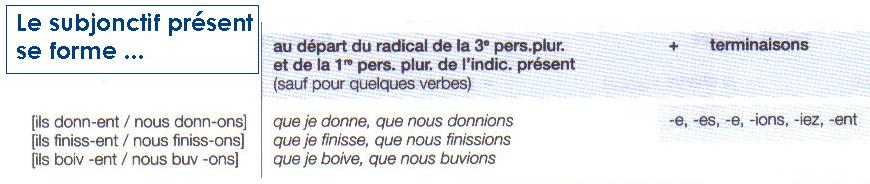 Le subjonctif présent
se forme ...
au départ du radical de la 3e pers.plur.
et de la 1re pers. plur. de l'indic. présent
(sauf pour quelques verbes)
+ terminaisons
[ils donn-ent / nous donn-ons] que je donne, que nous donnions -e, -es, -e, -ions, -iez, -ent
[ils finiss-ent / nous finiss-ons] que je finisse, que nous finissions
[ils boiv -ent / nous buv -ons] que je boive, que nous buvions